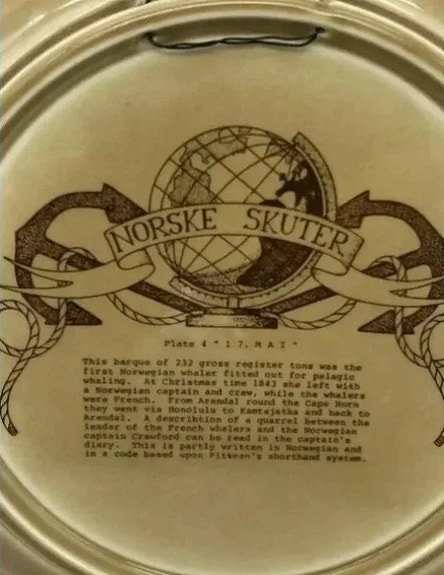 NORSKE SKUTER
Plate 4 " 17. MAI "
This barque of 232 gross register tons was the
first Norwegian whaler fitted out for pelagic
whaling. At Christmas time 1843 she left with
a Norwegian captain and crew, while the whalers
were French. From Arendal round the Cape Horn
they went via Honolulu to Kamtsjatka and back to
Arendal. A describtion of a quarrel between the
leader of the French whalers and the Norwegian
captain Crawford can be read in the captain's
diary. This is partly written in Norwegian and
in a code based upon Pittman's shorthand system.